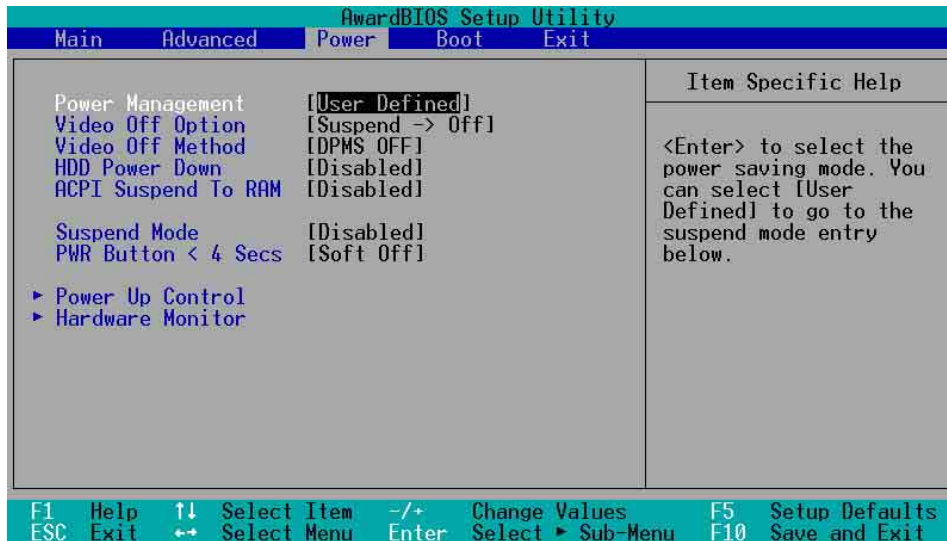 AwardBIOS Setup Utility
Main Advanced Power Boot Exit
Power Management [User Defined]
Video Off Option [Suspend -> Off]
Video Off Method [DPMS OFF]
HDD Power Down [Disabled]
ACPI Suspend To RAM [Disabled]
Suspend Mode [Disabled]
PWR Button < 4 Secs [Soft Off]
► Power Up Control
► Hardware Monitor
Item Specific Help
<Enter> to select the
power saving mode. You
can select [User
Defined] to go to the
suspend mode entry
below.
F1 Help ↑↓ Select Item -/+ Change Values F5 Setup Defaults
ESC Exit ←→ Select Menu Enter Select ► Sub-Menu F10 Save and Exit